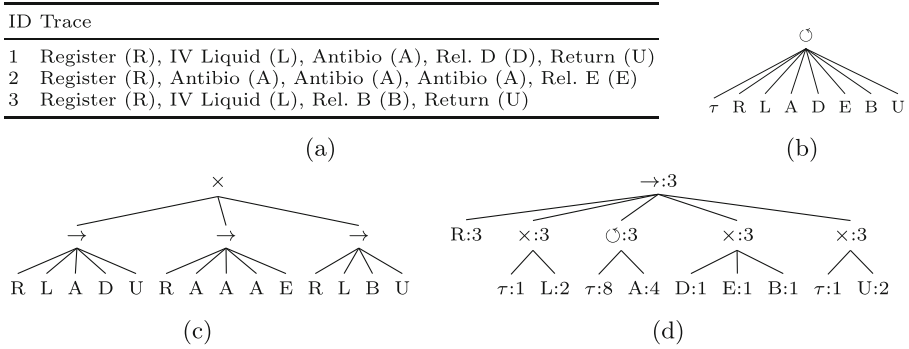 ID Trace
1 Register (R), IV Liquid (L), Antibio (A), Rel. D (D), Return (U)
2 Register (R), Antibio (A), Antibio (A), Antibio (A), Rel. E (E)
3 Register (R), IV Liquid (L), Rel. B (B), Return (U)
(a)
↺
τ R L A D E B U
(b)
×
→ → →
R L A D U R A A A E R L B U
(c)
→:3
R:3 ×:3 ↺:3 ×:3 ×:3
τ:1 L:2 τ:8 A:4 D:1 E:1 B:1 τ:1 U:2
(d)